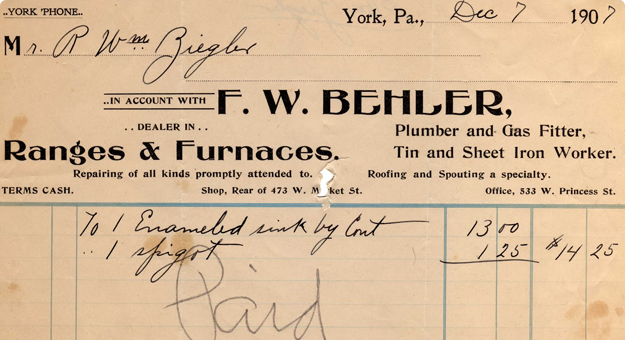 ..YORK 'PHONE..
York, Pa., Dec 7 1907
Mr. R Wm Ziegler
..IN ACCOUNT WITH F. W. BEHLER,
..DEALER IN..
Ranges & Furnaces.
Plumber and Gas Fitter,
Tin and Sheet Iron Worker.
Repairing of all kinds promptly attended to. Roofing and Spouting a specialty.
TERMS CASH. Shop, Rear of 473 W. M ket St. Office, 533 W. Princess St.
To 1 Enameled sink by Cont 13 00
.. 1 spigot 1 25 $14 25
Paid